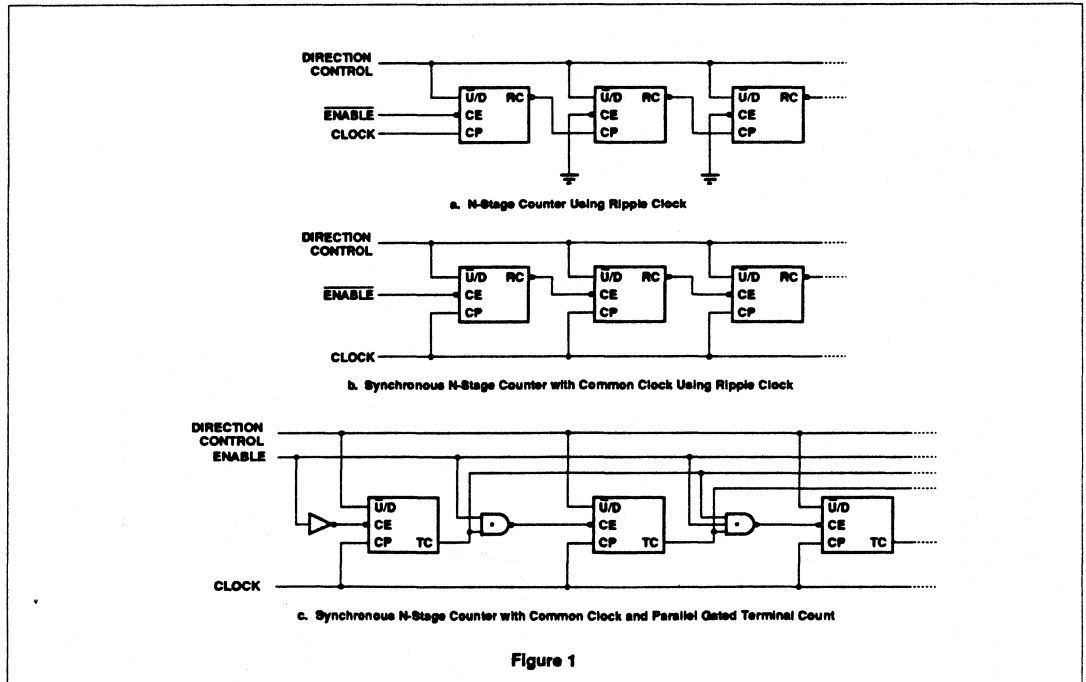 DIRECTION
CONTROL
U̅/D RC U̅/D RC U̅/D RC
E̅N̅A̅B̅L̅E̅ CE CE CE
CLOCK CP CP CP
a. N-Stage Counter Using Ripple Clock
DIRECTION
CONTROL
U̅/D RC U̅/D RC U̅/D RC
E̅N̅A̅B̅L̅E̅ CE CE CE
CP CP CP
CLOCK
b. Synchronous N-Stage Counter with Common Clock Using Ripple Clock
DIRECTION
CONTROL
ENABLE
U̅/D U̅/D U̅/D
CE CE CE
CP TC CP TC CP TC
CLOCK
c. Synchronous N-Stage Counter with Common Clock and Parallel Gated Terminal Count
Figure 1